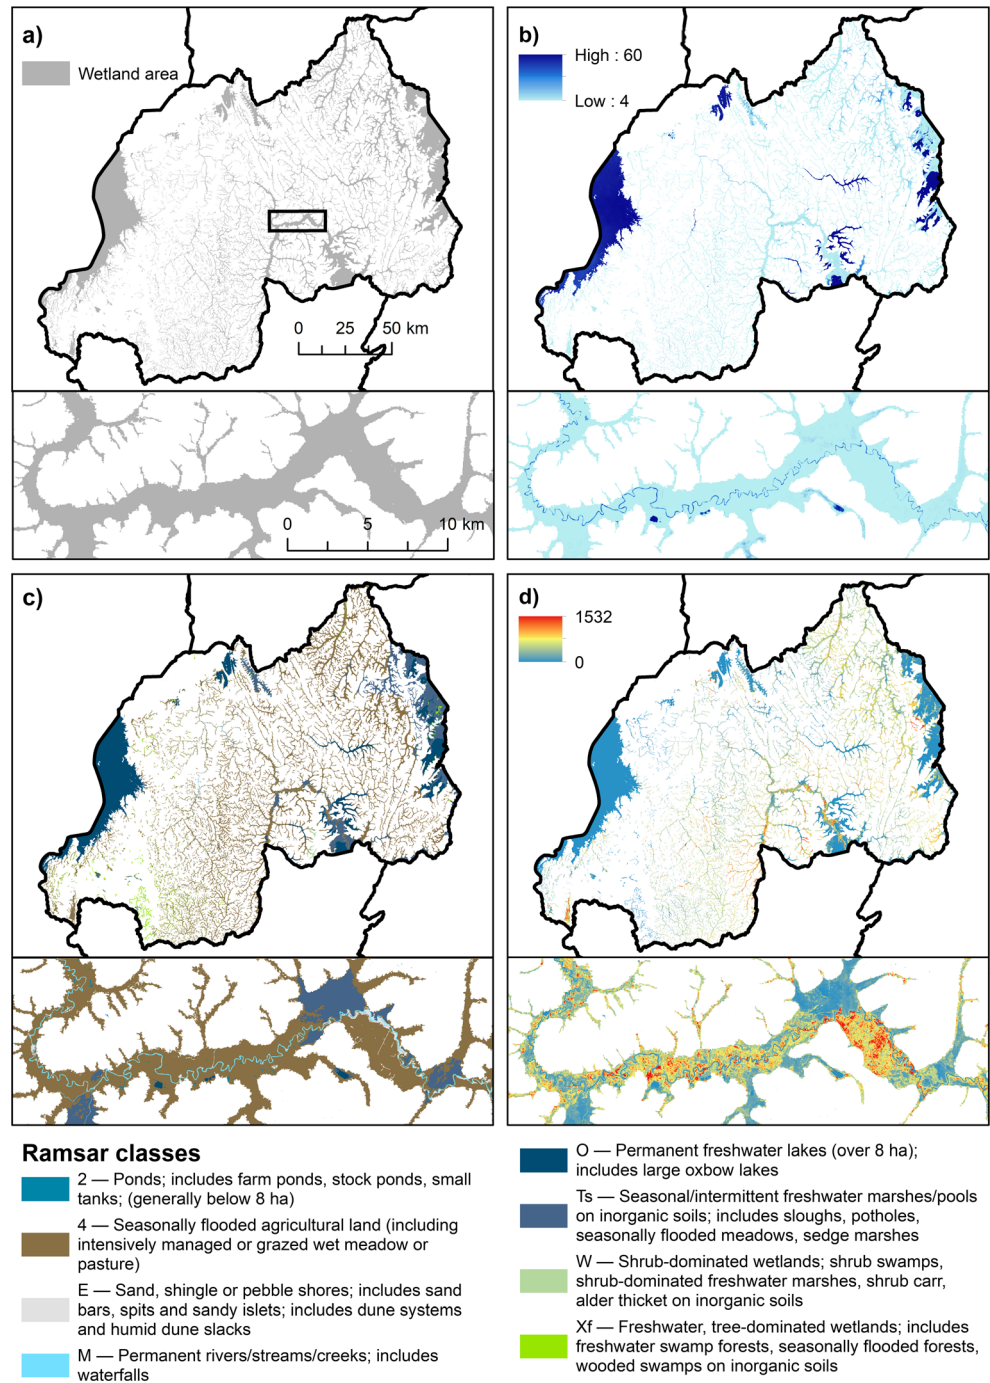 a)
Wetland area
0 25 50 km
0 5 10 km
b)
High : 60
Low : 4
c)
d)
1532
0
Ramsar classes
2 — Ponds; includes farm ponds, stock ponds, small
tanks; (generally below 8 ha)
4 — Seasonally flooded agricultural land (including
intensively managed or grazed wet meadow or
pasture)
E — Sand, shingle or pebble shores; includes sand
bars, spits and sandy islets; includes dune systems
and humid dune slacks
M — Permanent rivers/streams/creeks; includes
waterfalls
O — Permanent freshwater lakes (over 8 ha);
includes large oxbow lakes
Ts — Seasonal/intermittent freshwater marshes/pools
on inorganic soils; includes sloughs, potholes,
seasonally flooded meadows, sedge marshes
W — Shrub-dominated wetlands; shrub swamps,
shrub-dominated freshwater marshes, shrub carr,
alder thicket on inorganic soils
Xf — Freshwater, tree-dominated wetlands; includes
freshwater swamp forests, seasonally flooded forests,
wooded swamps on inorganic soils